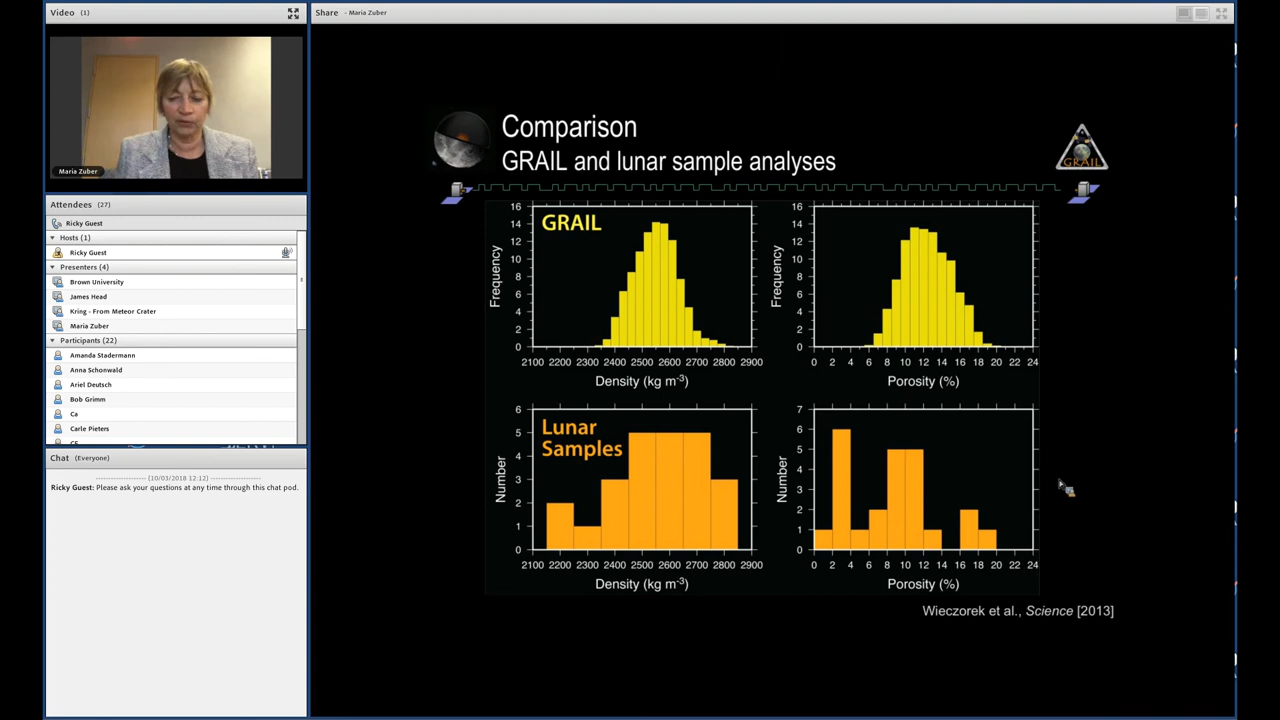 Video (1)
Maria Zuber
Attendees (27)
Ricky Guest
Hosts (1)
Ricky Guest
Presenters (4)
Brown University
James Head
Kring - From Meteor Crater
Maria Zuber
Participants (22)
Amanda Stadermann
Anna Schonwald
Ariel Deutsch
Bob Grimm
Ca
Carle Pieters
Chat (Everyone)
(10/03/2018 12:12)
Ricky Guest: Please ask your questions at any time through this chat pod.
Share - Maria Zuber
Comparison
GRAIL and lunar sample analyses
GRAIL
GRAIL
Frequency
16
14
12
10
8
6
4
2
0
2100 2200 2300 2400 2500 2600 2700 2800 2900
Density (kg m-3)
Frequency
16
14
12
10
8
6
4
2
0
0 2 4 6 8 10 12 14 16 18 20 22 24
Porosity (%)
Lunar
Samples
Number
6
5
4
3
2
1
0
2100 2200 2300 2400 2500 2600 2700 2800 2900
Density (kg m-3)
Number
7
6
5
4
3
2
1
0
0 2 4 6 8 10 12 14 16 18 20 22 24
Porosity (%)
Wieczorek et al., Science [2013]